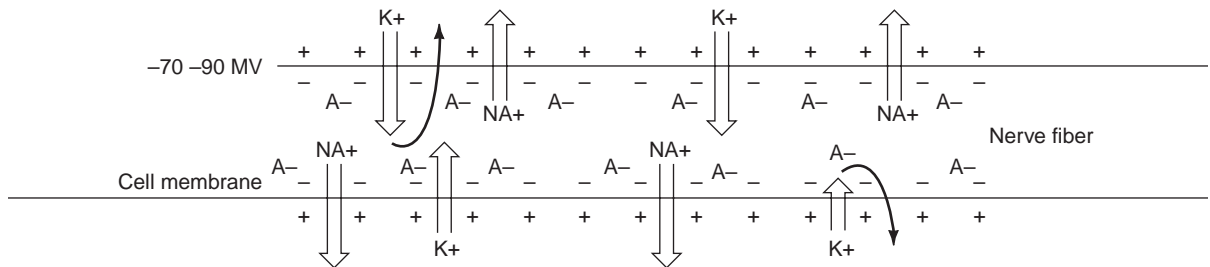 K+ K+
+ + + + + + + + + + + + +
–70 –90 MV
– – – – – – – – – – – – –
A– A– A– A– A– A–
NA+ NA+
Nerve fiber
NA+ NA+ A–
A– A– A– A– A– A–
Cell membrane – – – – – – – – – – – – –
+ + + + + + + + + + + + +
K+ K+